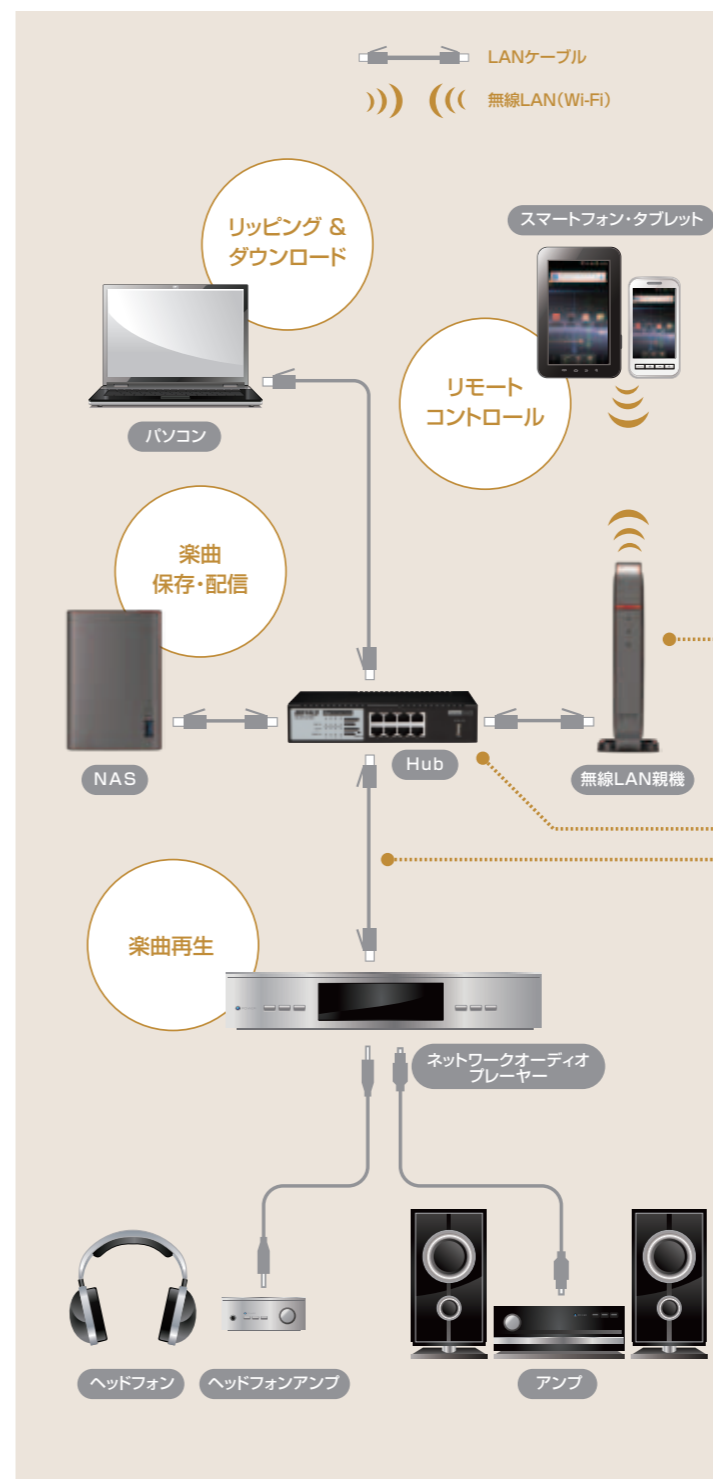 LANケーブル
無線LAN(Wi-Fi)
リッピング &
ダウンロード
スマートフォン・タブレット
リモート
コントロール
パソコン
楽曲
保存・配信
NAS
Hub
無線LAN親機
楽曲再生
ネットワークオーディオ
プレーヤー
ヘッドフォン
ヘッドフォンアンプ
アンプ